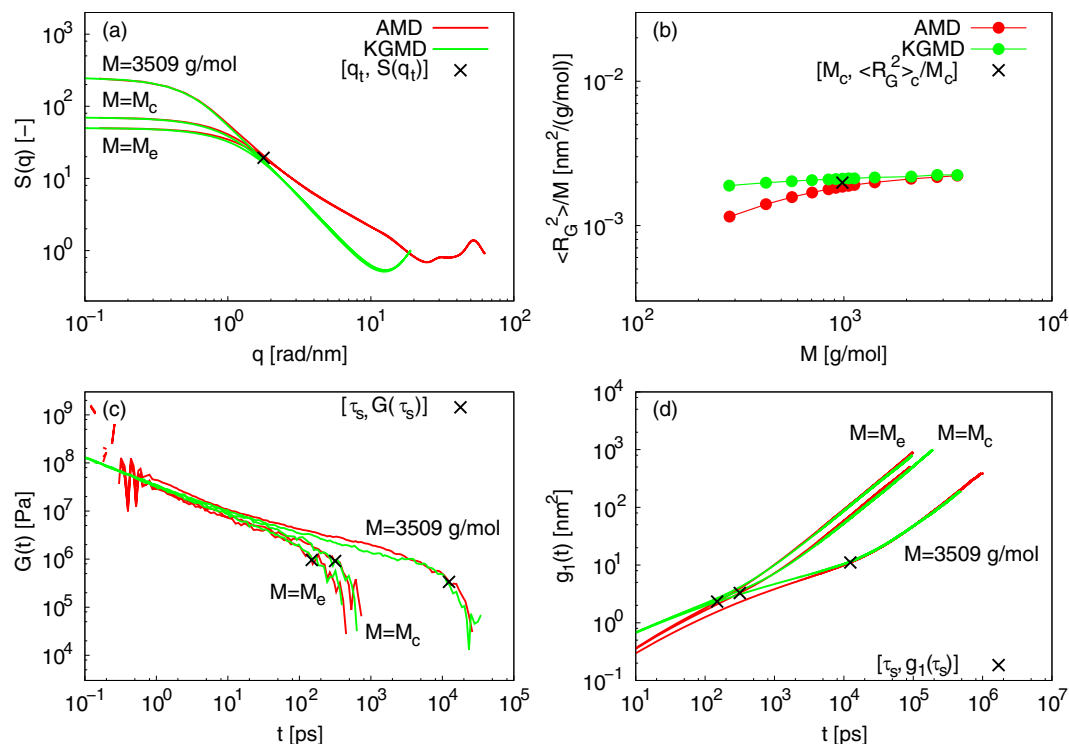 (a)
AMD
KGMD
[q_t, S(q_t)]
M=3509 g/mol
M=M_c
M=M_e
S(q) [–]
10^3
10^2
10^1
10^0
10^-1 10^0 10^1 10^2
q [rad/nm]
(b)
AMD
KGMD
[M_c, <R_G^2>_c/M_c]
<R_G^2>/M [nm^2/(g/mol)]
10^-2
10^-3
10^2 10^3 10^4
M [g/mol]
(c)
[τ_s,G(τ_s)]
M=3509 g/mol
M=M_e
M=M_c
G(t) [Pa]
10^9
10^8
10^7
10^6
10^5
10^4
10^-1 10^0 10^1 10^2 10^3 10^4 10^5
t [ps]
(d)
M=M_e M=M_c
M=3509 g/mol
[τ_s,g_1(τ_s)]
g_1(t) [nm^2]
10^4
10^3
10^2
10^1
10^0
10^-1
10^1 10^2 10^3 10^4 10^5 10^6 10^7
t [ps]